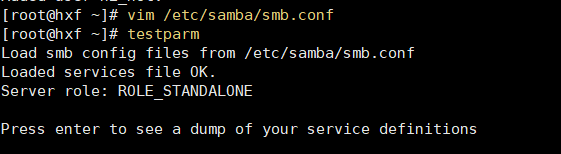 [root@hxf ~]# vim /etc/samba/smb.conf
[root@hxf ~]# testparm
Load smb config files from /etc/samba/smb.conf
Loaded services file OK.
Server role: ROLE_STANDALONE
Press enter to see a dump of your service definitions